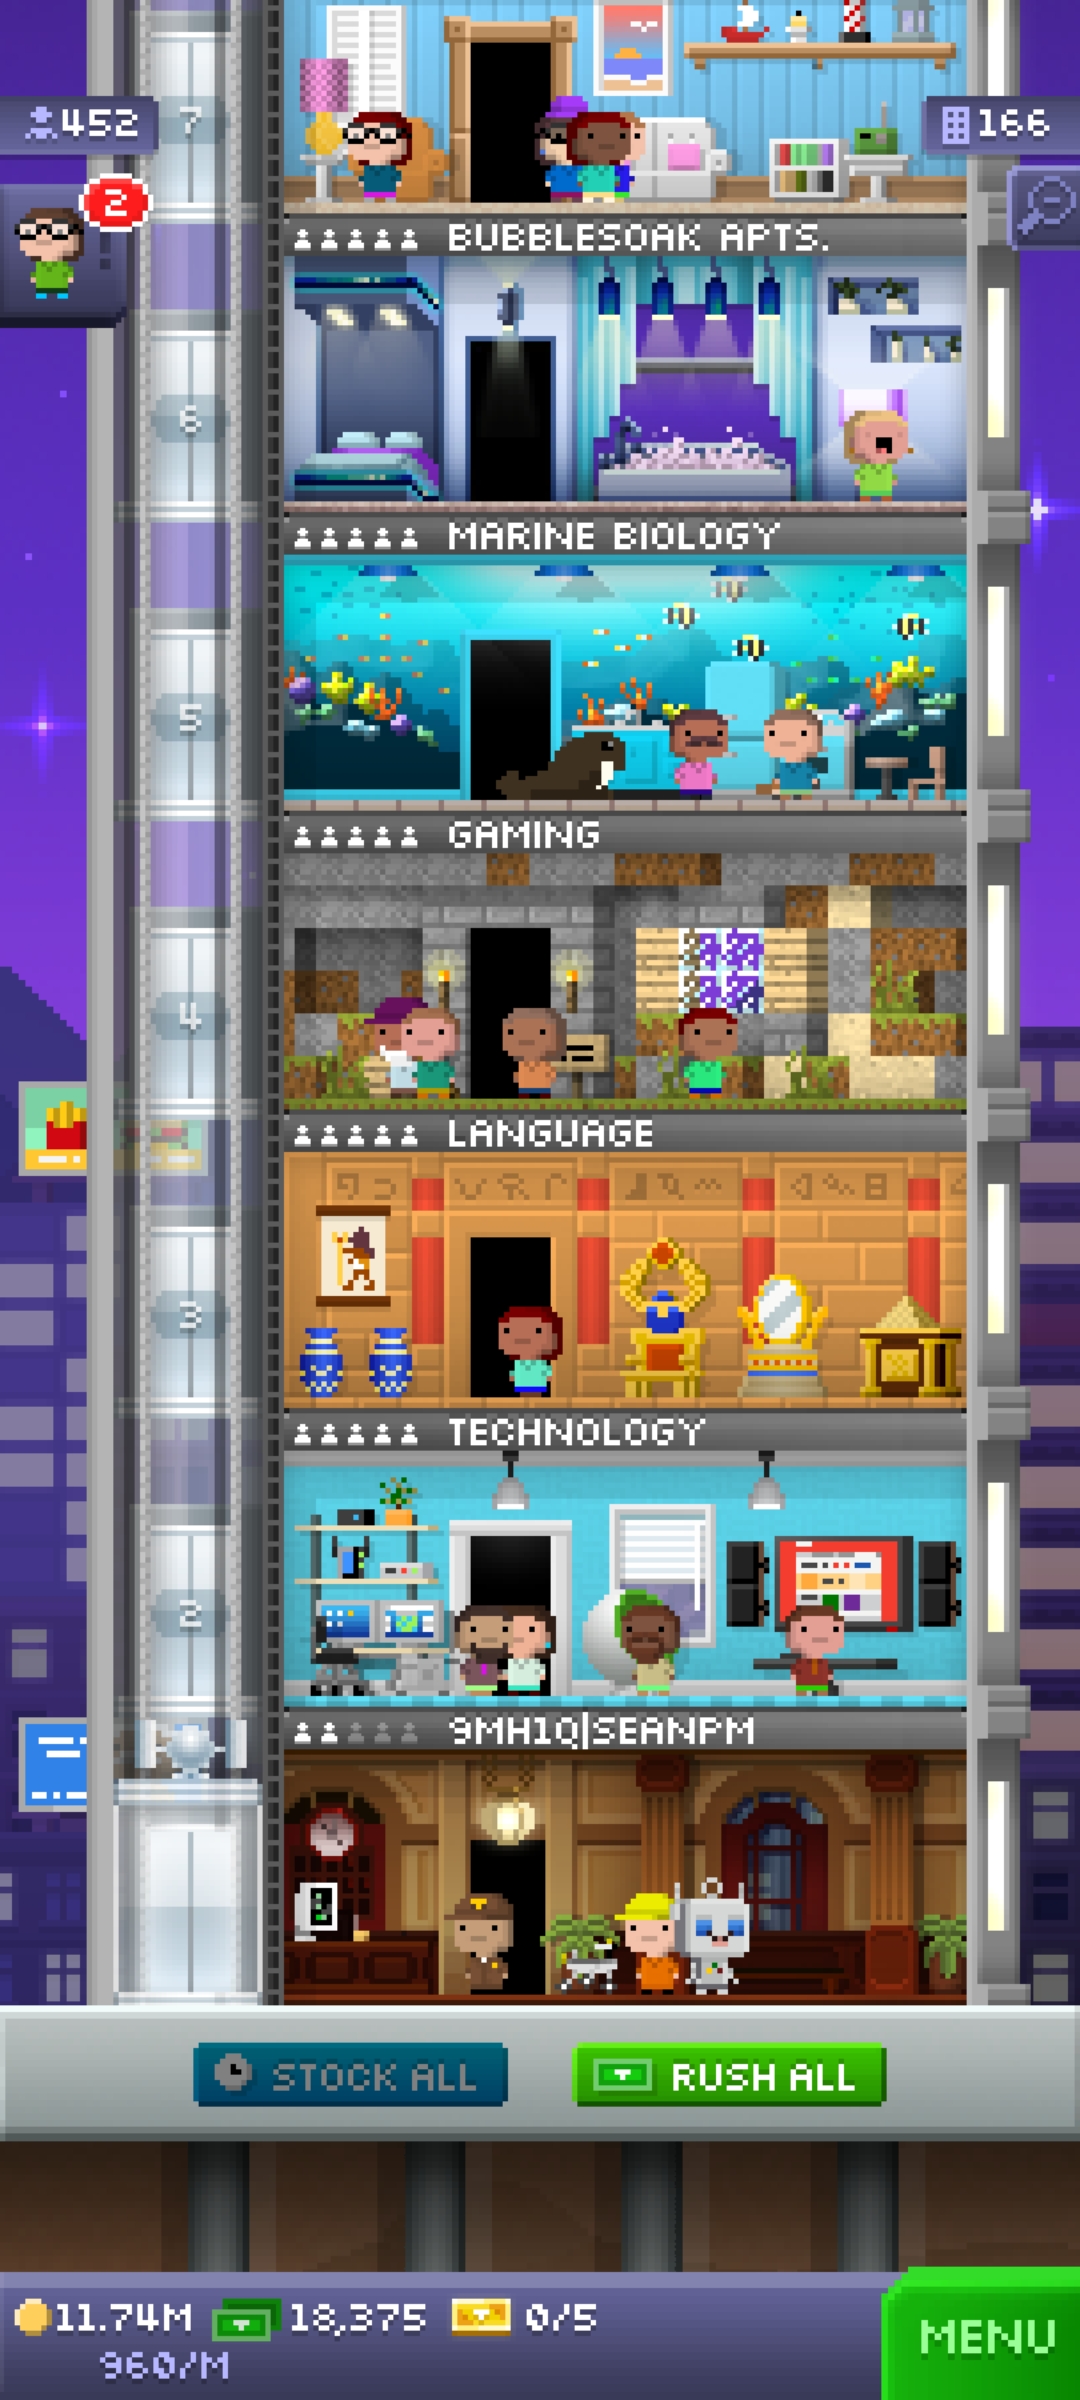 7
452
166
2
BUBBLESOAK APTS.
6
MARINE BIOLOGY
5
GAMING
4
LANGUAGE
3
TECHNOLOGY
2
9MH1Q|SEANPM
STOCK ALL
RUSH ALL
11.74M
18,375
0/5
960/M
MENU